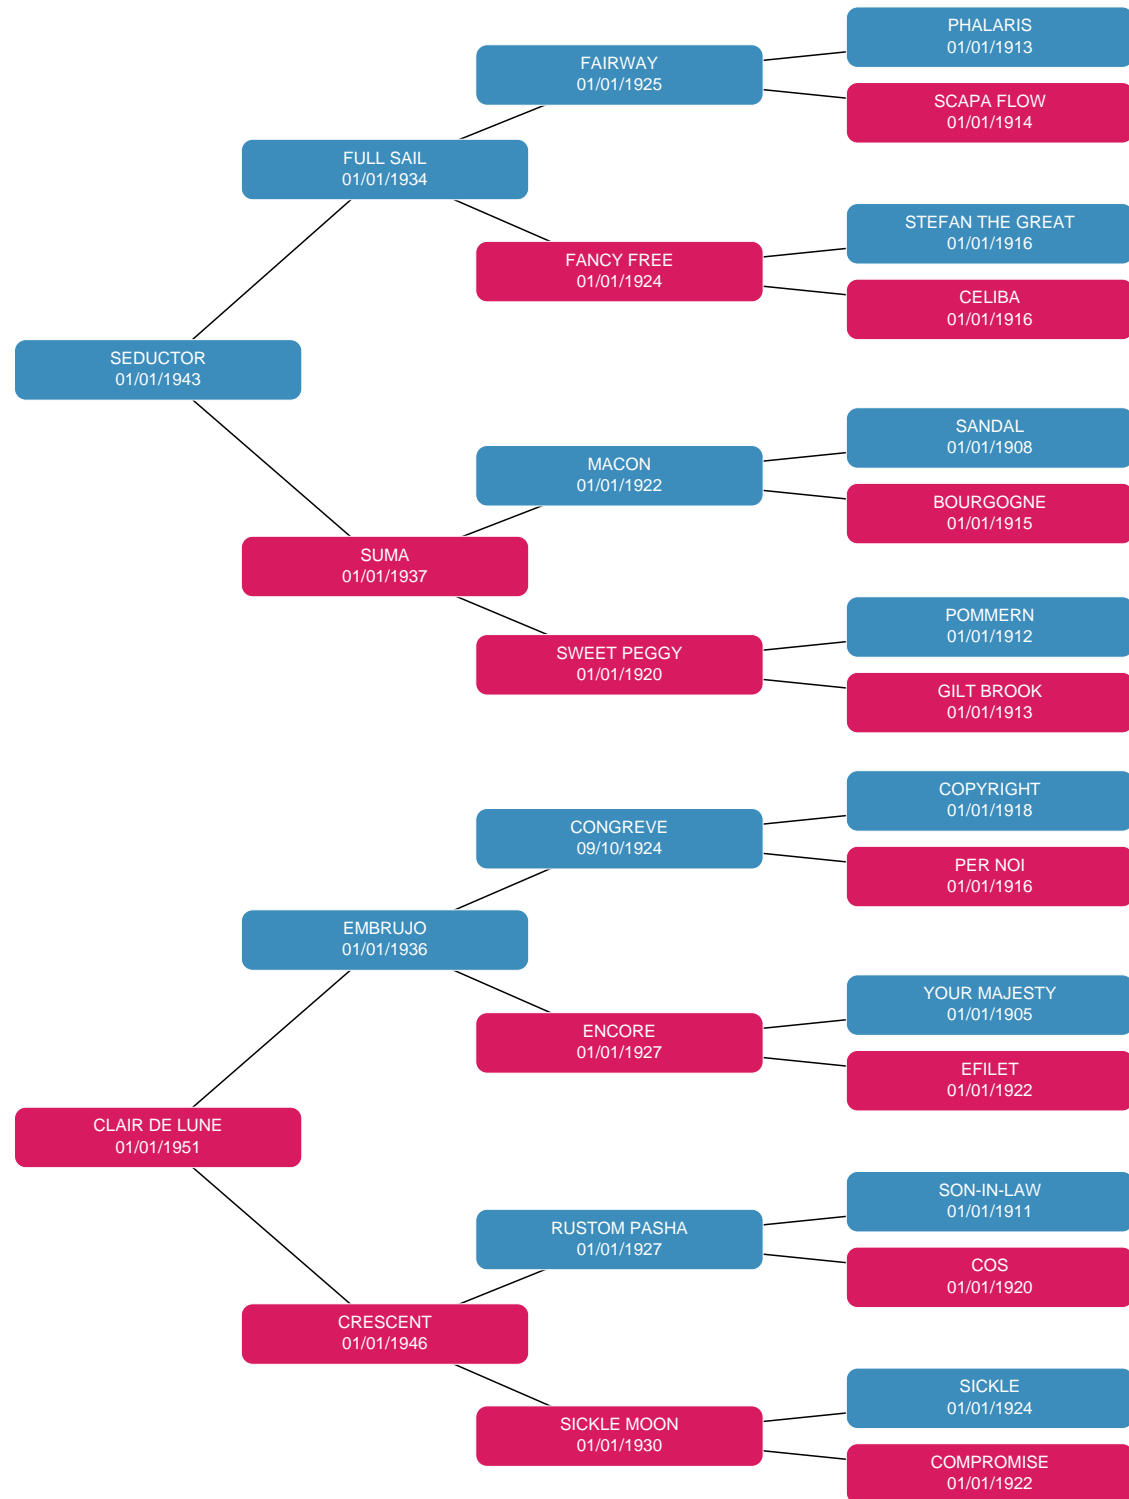 PHALARIS
01/01/1913
FAIRWAY
01/01/1925
SCAPA FLOW
01/01/1914
FULL SAIL
01/01/1934
STEFAN THE GREAT
01/01/1916
FANCY FREE
01/01/1924
CELIBA
01/01/1916
SEDUCTOR
01/01/1943
SANDAL
01/01/1908
MACON
01/01/1922
BOURGOGNE
01/01/1915
SUMA
01/01/1937
POMMERN
01/01/1912
SWEET PEGGY
01/01/1920
GILT BROOK
01/01/1913
COPYRIGHT
01/01/1918
CONGREVE
09/10/1924
PER NOI
01/01/1916
EMBRUJO
01/01/1936
YOUR MAJESTY
01/01/1905
ENCORE
01/01/1927
EFILET
01/01/1922
CLAIR DE LUNE
01/01/1951
SON-IN-LAW
01/01/1911
RUSTOM PASHA
01/01/1927
COS
01/01/1920
CRESCENT
01/01/1946
SICKLE
01/01/1924
SICKLE MOON
01/01/1930
COMPROMISE
01/01/1922